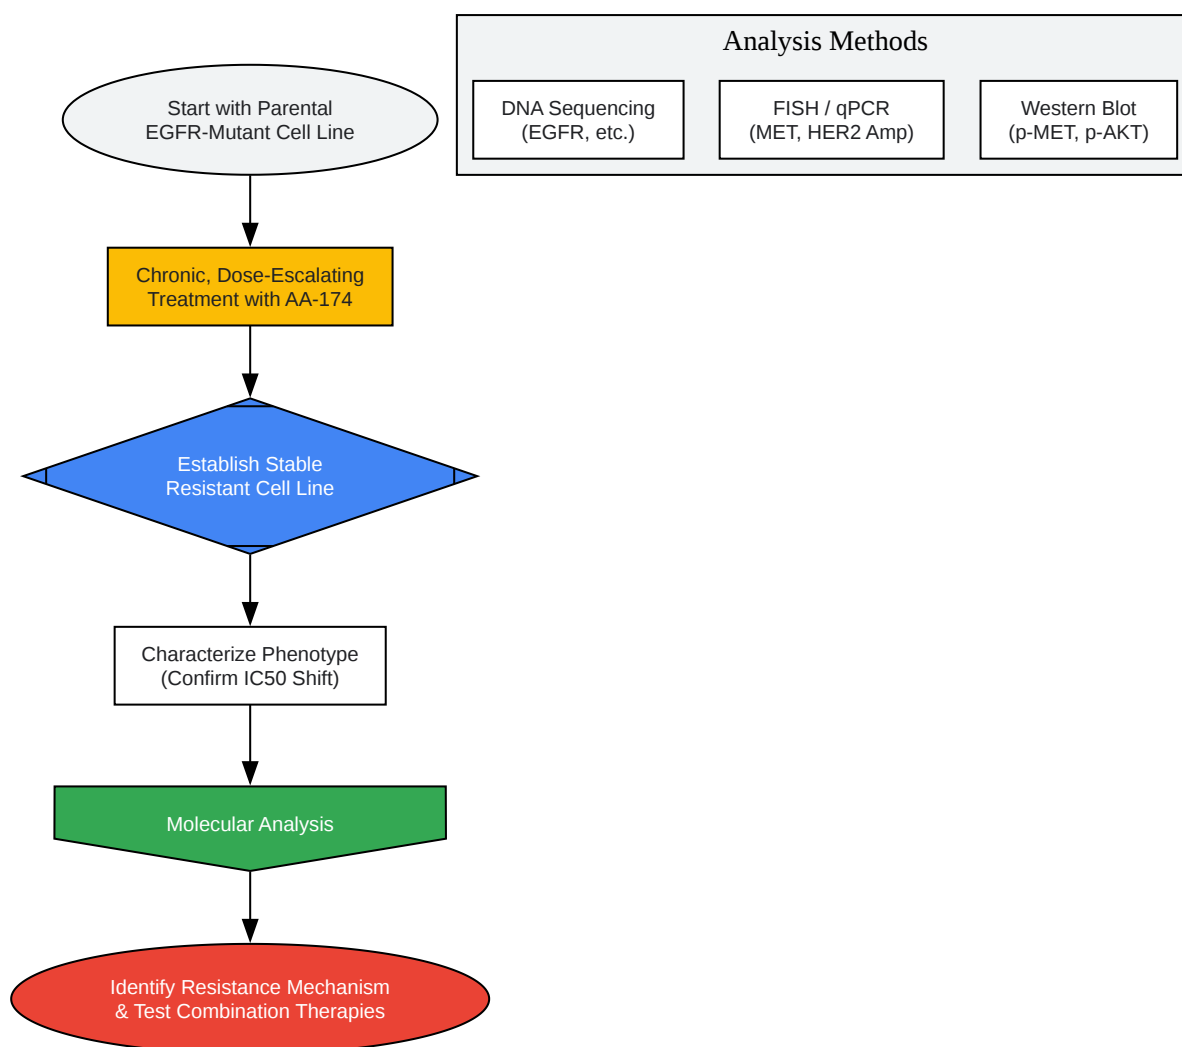 Analysis Methods
Start with Parental
EGFR-Mutant Cell Line
DNA Sequencing
(EGFR, etc.)
FISH / qPCR
(MET, HER2 Amp)
Western Blot
(p-MET, p-AKT)
Chronic, Dose-Escalating
Treatment with AA-174
Establish Stable
Resistant Cell Line
Characterize Phenotype
(Confirm IC50 Shift)
Molecular Analysis
Identify Resistance Mechanism
& Test Combination Therapies